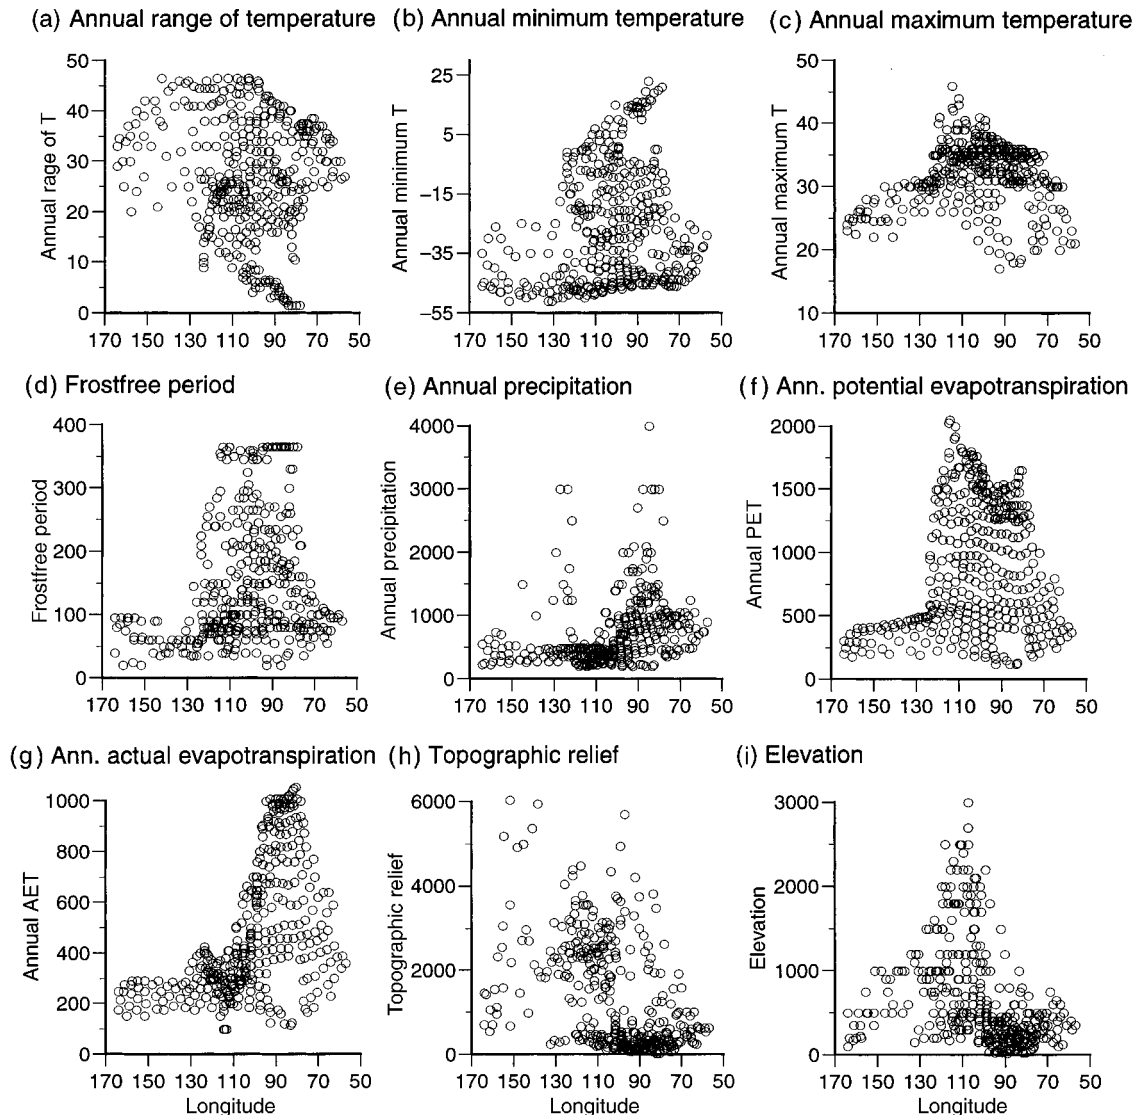 (a) Annual range of temperature
(b) Annual minimum temperature
(c) Annual maximum temperature
Annual rage of T
50
40
30
20
10
0
170 150 130 110 90 70 50
Annual minimum T
25
5
−15
−35
−55
170 150 130 110 90 70 50
Annual maximum T
50
40
30
20
10
170 150 130 110 90 70 50
(d) Frostfree period
(e) Annual precipitation
(f) Ann. potential evapotranspiration
Frostfree period
400
300
200
100
0
170 150 130 110 90 70 50
Annual precipitation
4000
3000
2000
1000
0
170 150 130 110 90 70 50
Annual PET
2000
1500
1000
500
0
170 150 130 110 90 70 50
(g) Ann. actual evapotranspiration
(h) Topographic relief
(i) Elevation
Annual AET
1000
800
600
400
200
0
170 150 130 110 90 70 50
Longitude
Topographic relief
6000
4000
2000
0
170 150 130 110 90 70 50
Longitude
Elevation
3000
2000
1000
0
170 150 130 110 90 70 50
Longitude